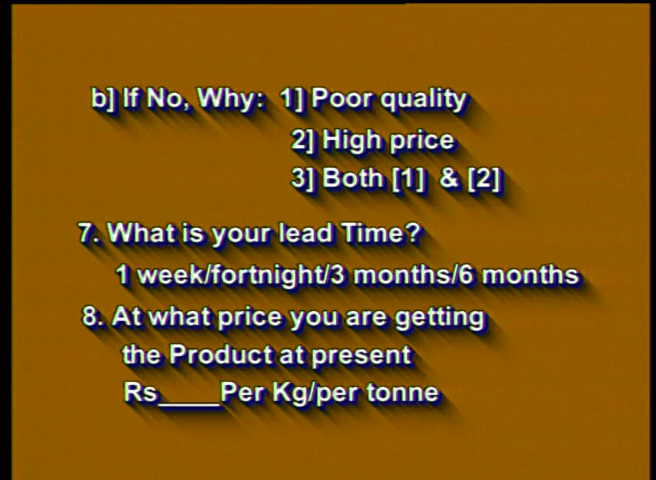 b] If No, Why: 1] Poor quality
2] High price
3] Both [1] & [2]
7. What is your lead Time?
1 week/fortnight/3 months/6 months
8. At what price you are getting
the Product at present
Rs____Per Kg/per tonne